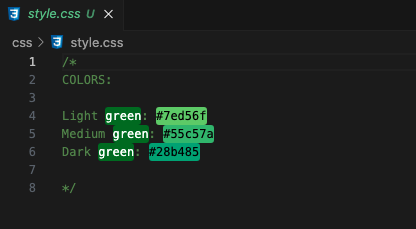 style.css U
css > style.css
1 /*
2 COLORS:
3
4 Light green: #7ed56f
5 Medium green: #55c57a
6 Dark green: #28b485
7
8 */